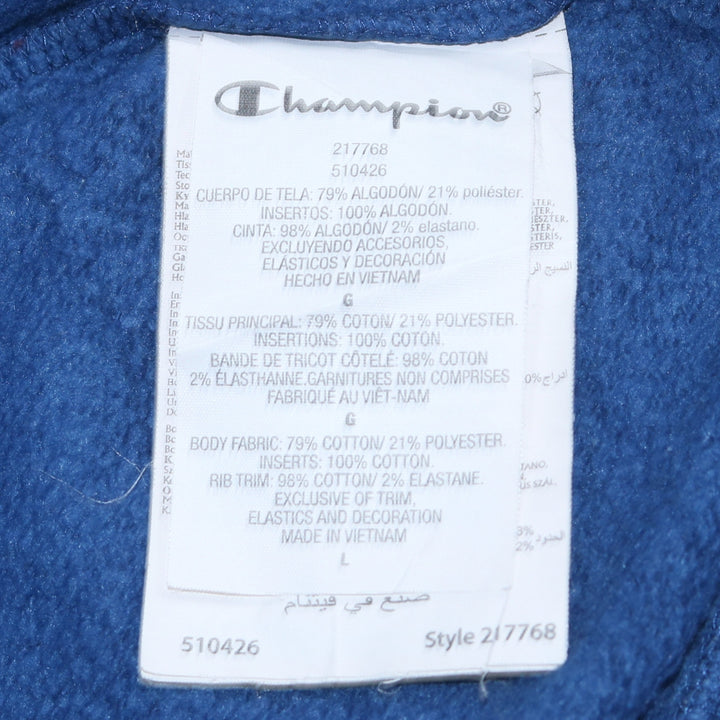 Champion®
217768
510426
CUERPO DE TELA: 79% ALGODÓN/ 21% poliéster.
INSERTOS: 100% ALGODÓN.
CINTA: 98% ALGODÓN/ 2% elastano.
EXCLUYENDO ACCESORIOS,
ELÁSTICOS Y DECORACIÓN
HECHO EN VIETNAM
G
TISSU PRINCIPAL: 79% COTON/ 21% POLYESTER.
INSERTIONS: 100% COTON.
BANDE DE TRICOT CÔTELÉ: 98% COTON
2% ÉLASTHANNE.GARNITURES NON COMPRISES
FABRIQUÉ AU VIÊT-NAM
G
BODY FABRIC: 79% COTTON/ 21% POLYESTER.
INSERTS: 100% COTTON.
RIB TRIM: 98% COTTON/ 2% ELASTANE.
EXCLUSIVE OF TRIM,
ELASTICS AND DECORATION
MADE IN VIETNAM
L
صنع في فيتنام
510426 Style 217768